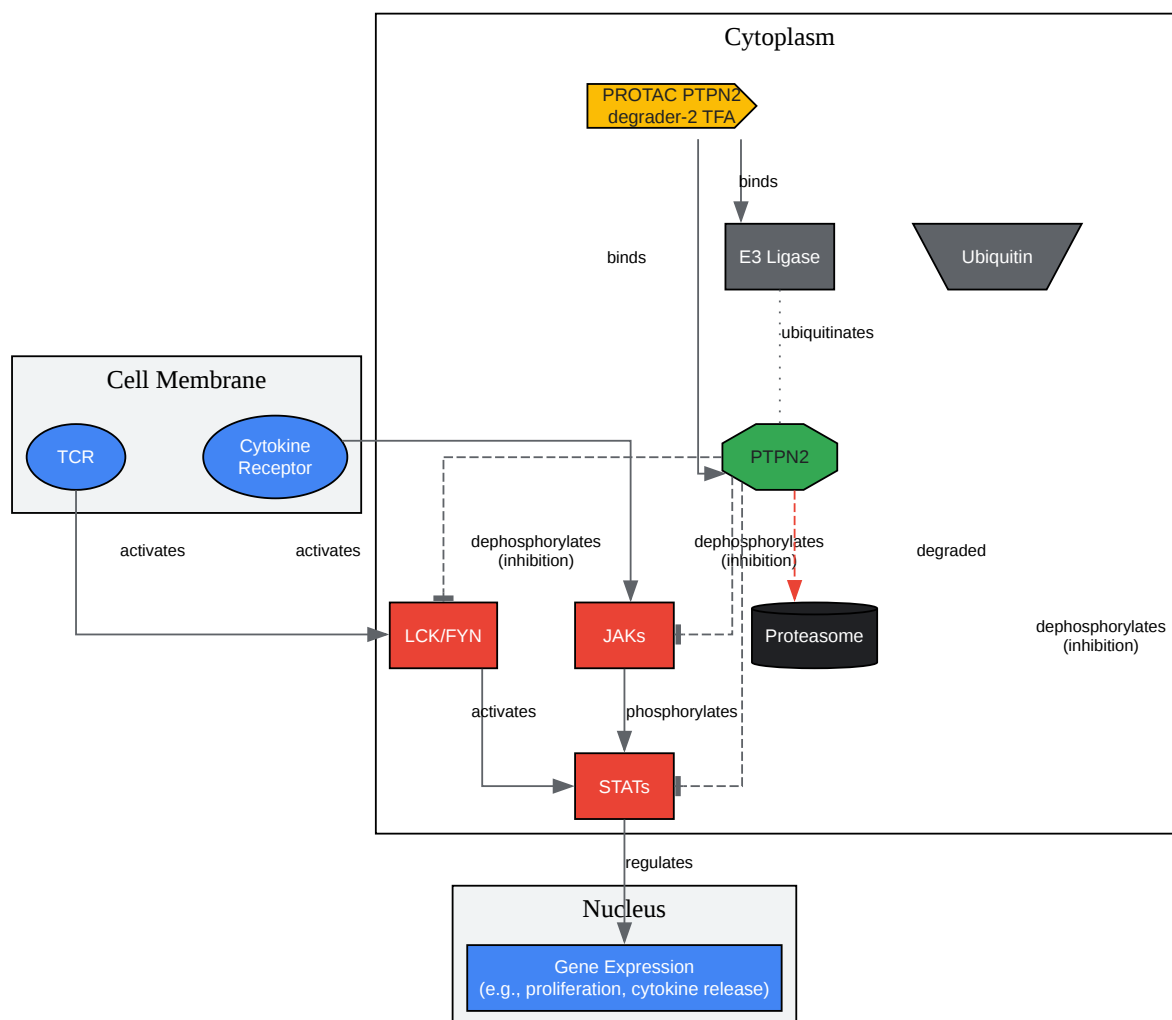 Cytoplasm
PROTAC PTPN2
degrader-2 TFA
binds
binds
E3 Ligase
Ubiquitin
ubiquitinates
Cell Membrane
TCR
Cytokine
Receptor
PTPN2
activates
activates
dephosphorylates
(inhibition)
dephosphorylates
(inhibition)
degraded
LCK/FYN
JAKs
Proteasome
dephosphorylates
(inhibition)
activates
phosphorylates
STATs
regulates
Nucleus
Gene Expression
(e.g., proliferation, cytokine release)